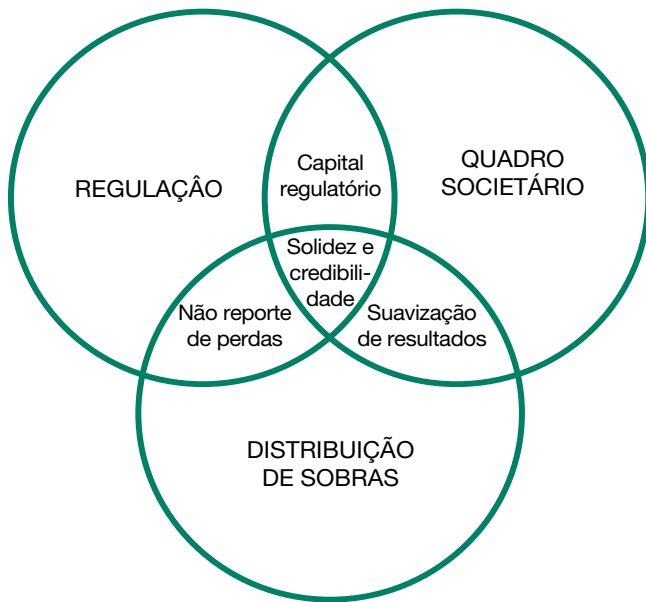 Capital
regulatório
REGULAÇÂO
QUADRO
SOCIETÁRIO
Solidez e
credibili-
dade
Não reporte
de perdas
Suavização
de resultados
DISTRIBUIÇÃO
DE SOBRAS